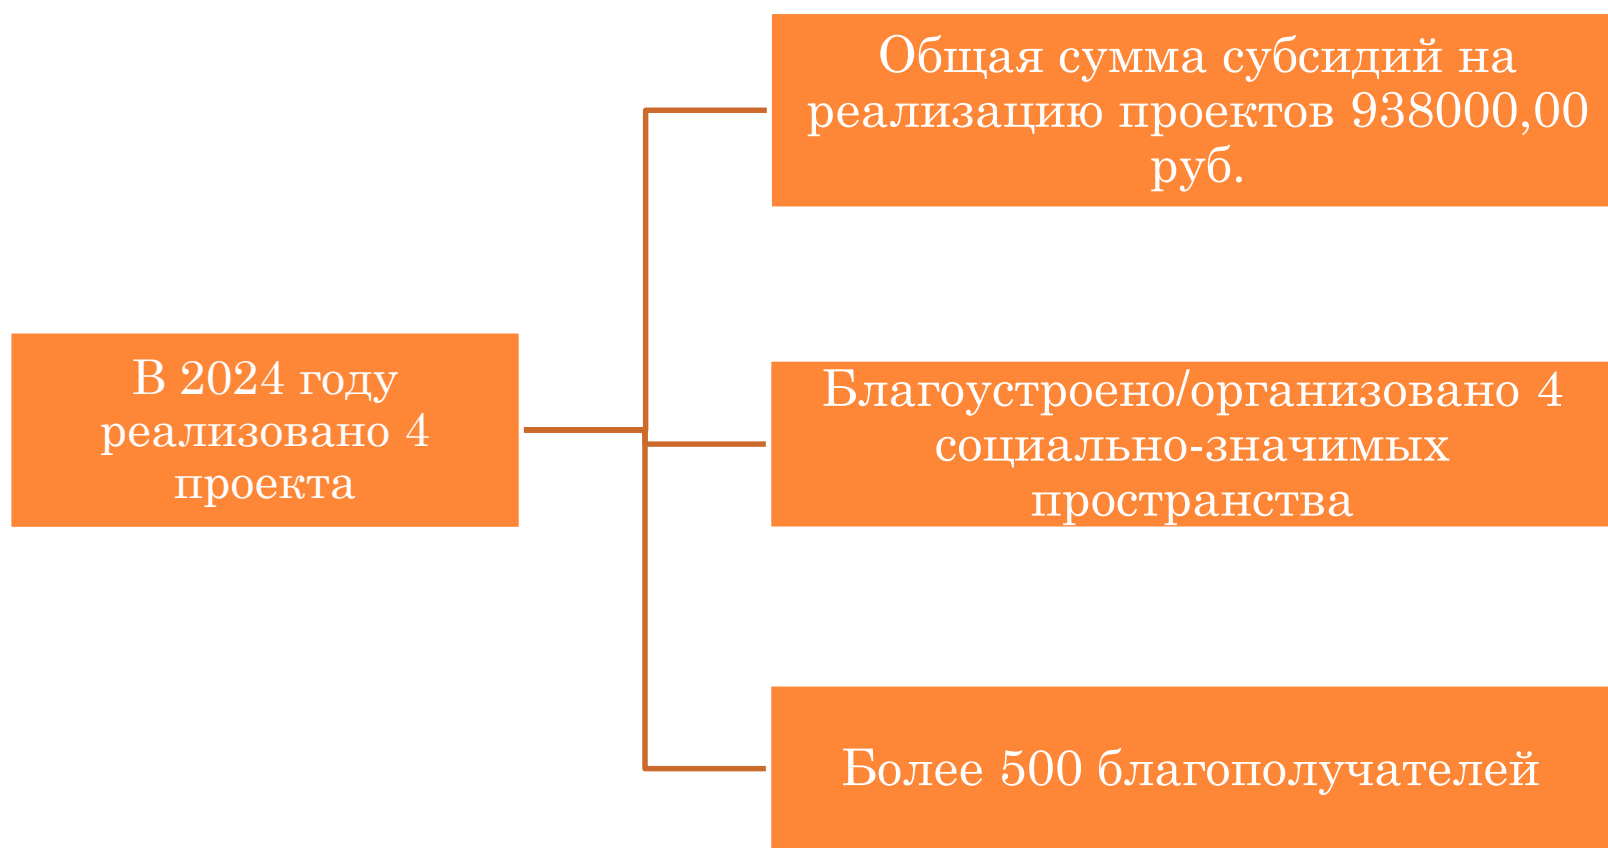 В 2024 году
реализовано 4
проекта
Общая сумма субсидий на
реализацию проектов 938000,00
руб.
Благоустроено/организовано 4
социально-значимых
пространства
Более 500 благополучателей